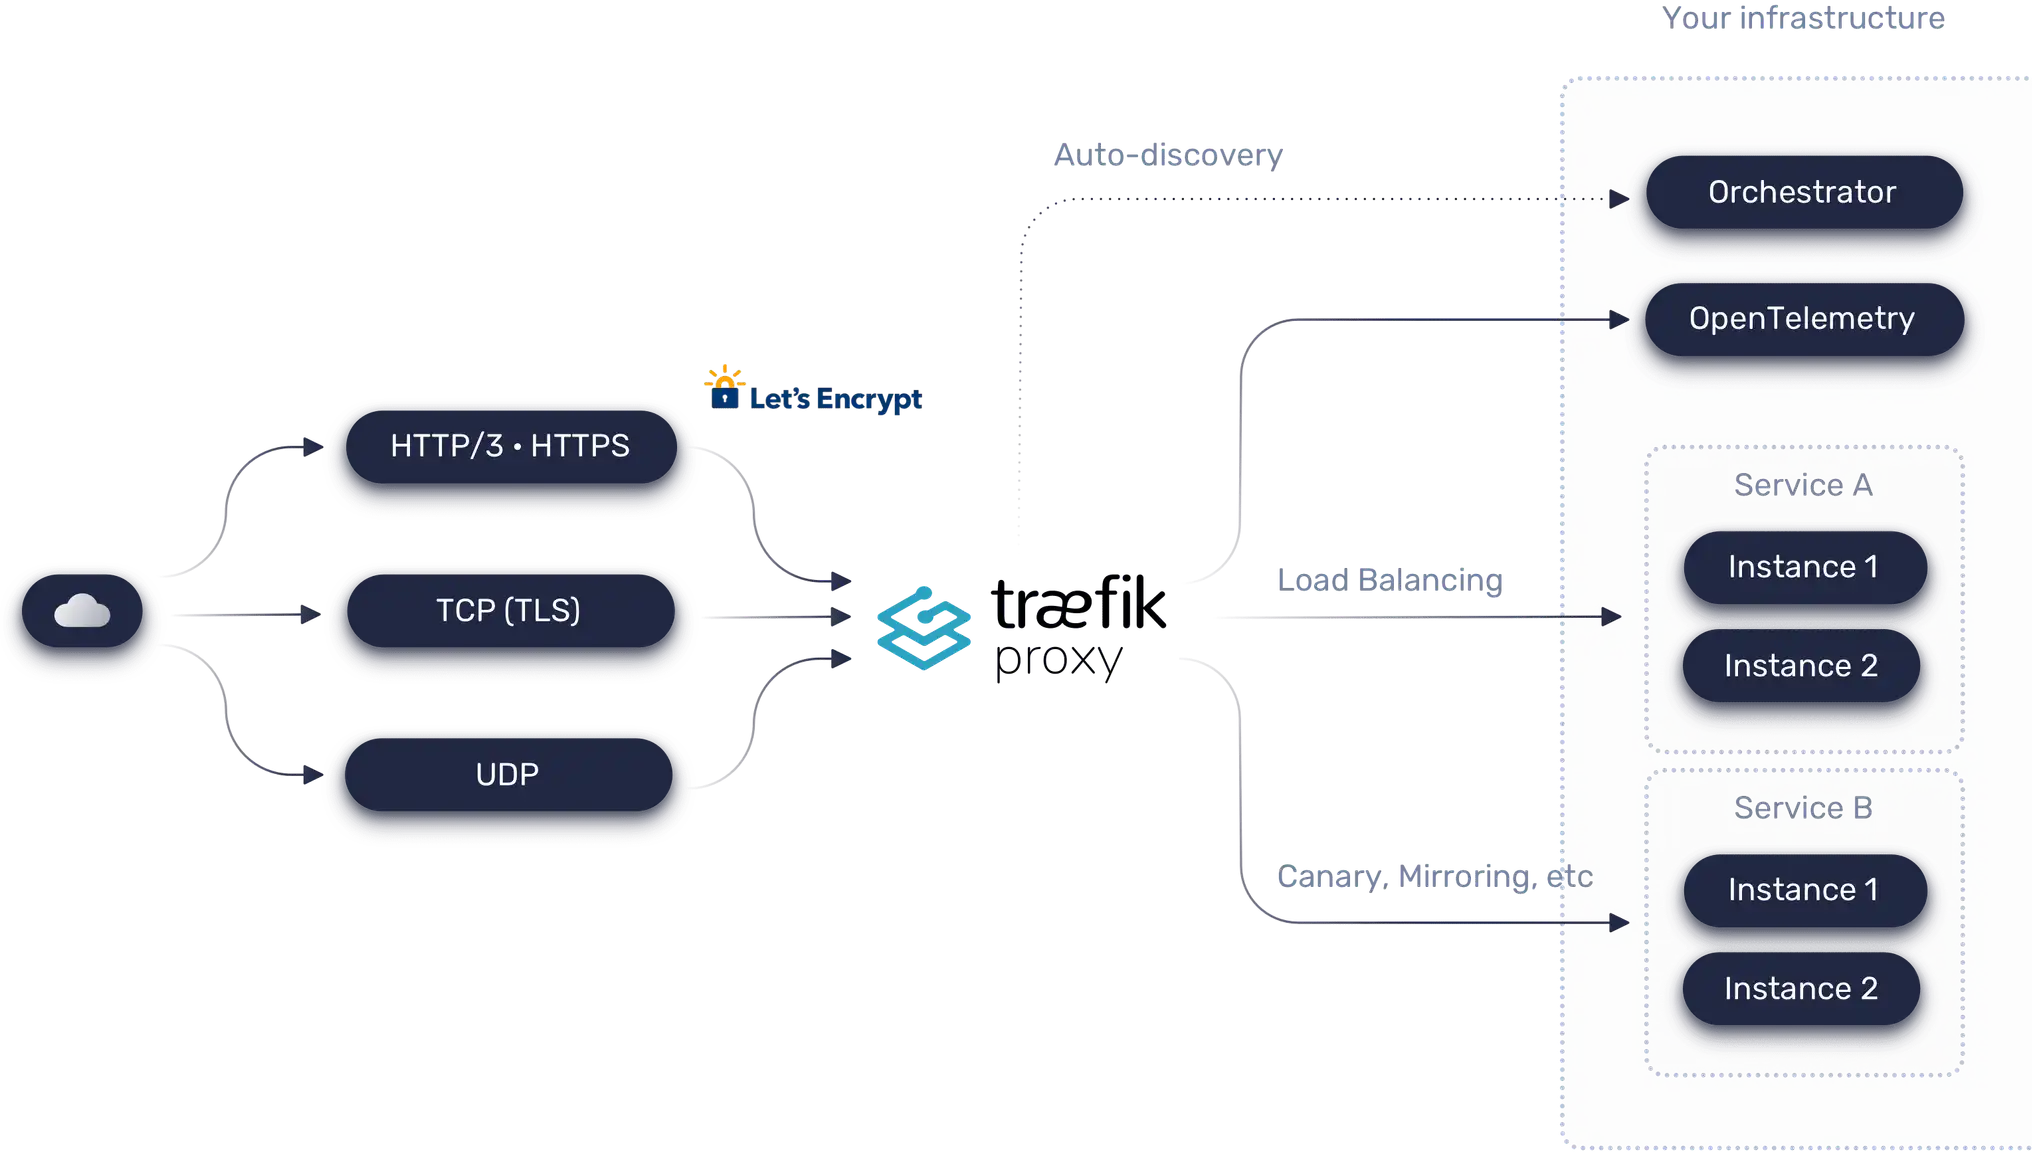 Your infrastructure
Auto-discovery
Orchestrator
OpenTelemetry
Let's Encrypt
HTTP/3 • HTTPS
TCP (TLS)
UDP
træfik
proxy
Load Balancing
Service A
Instance 1
Instance 2
Canary, Mirroring, etc
Service B
Instance 1
Instance 2